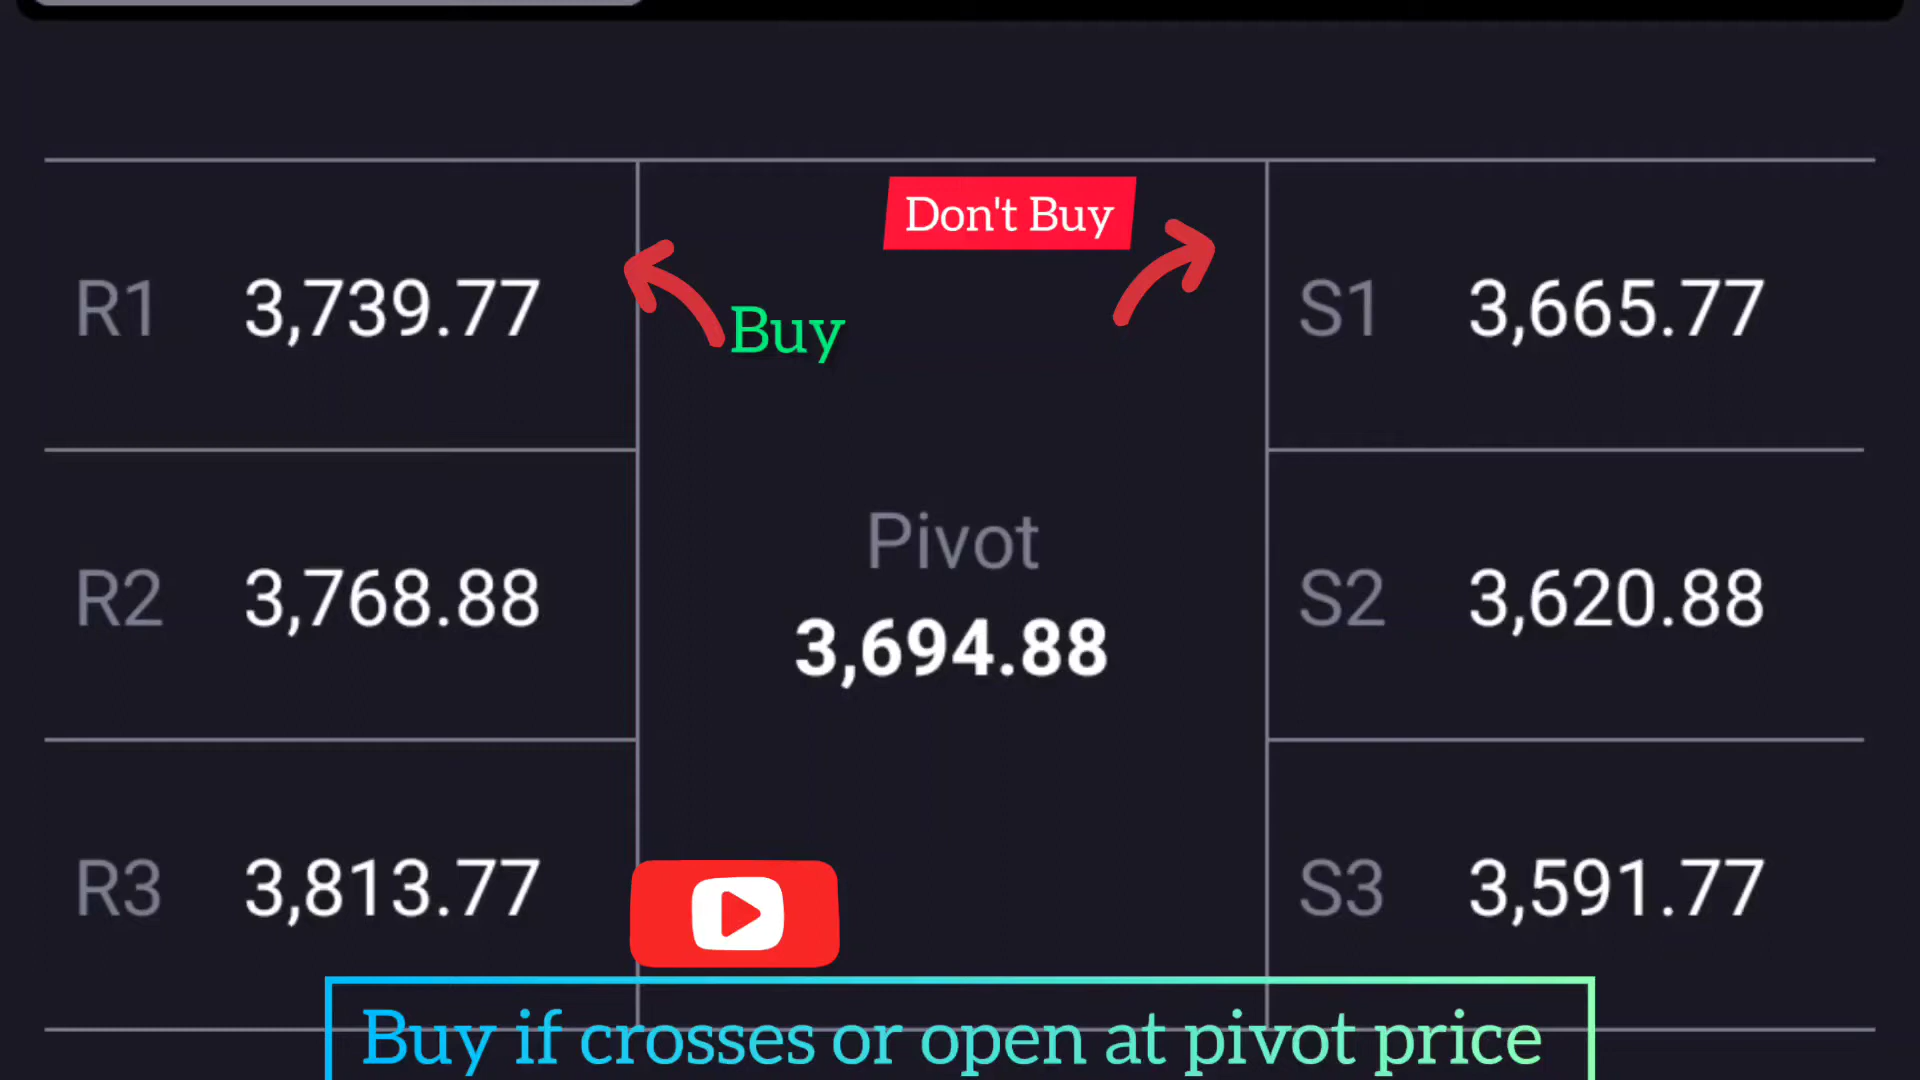 Don't Buy
R1 3,739.77
Buy
S1 3,665.77
R2 3,768.88
Pivot
3,694.88
S2 3,620.88
R3 3,813.77
S3 3,591.77
Buy if crosses or open at pivot price